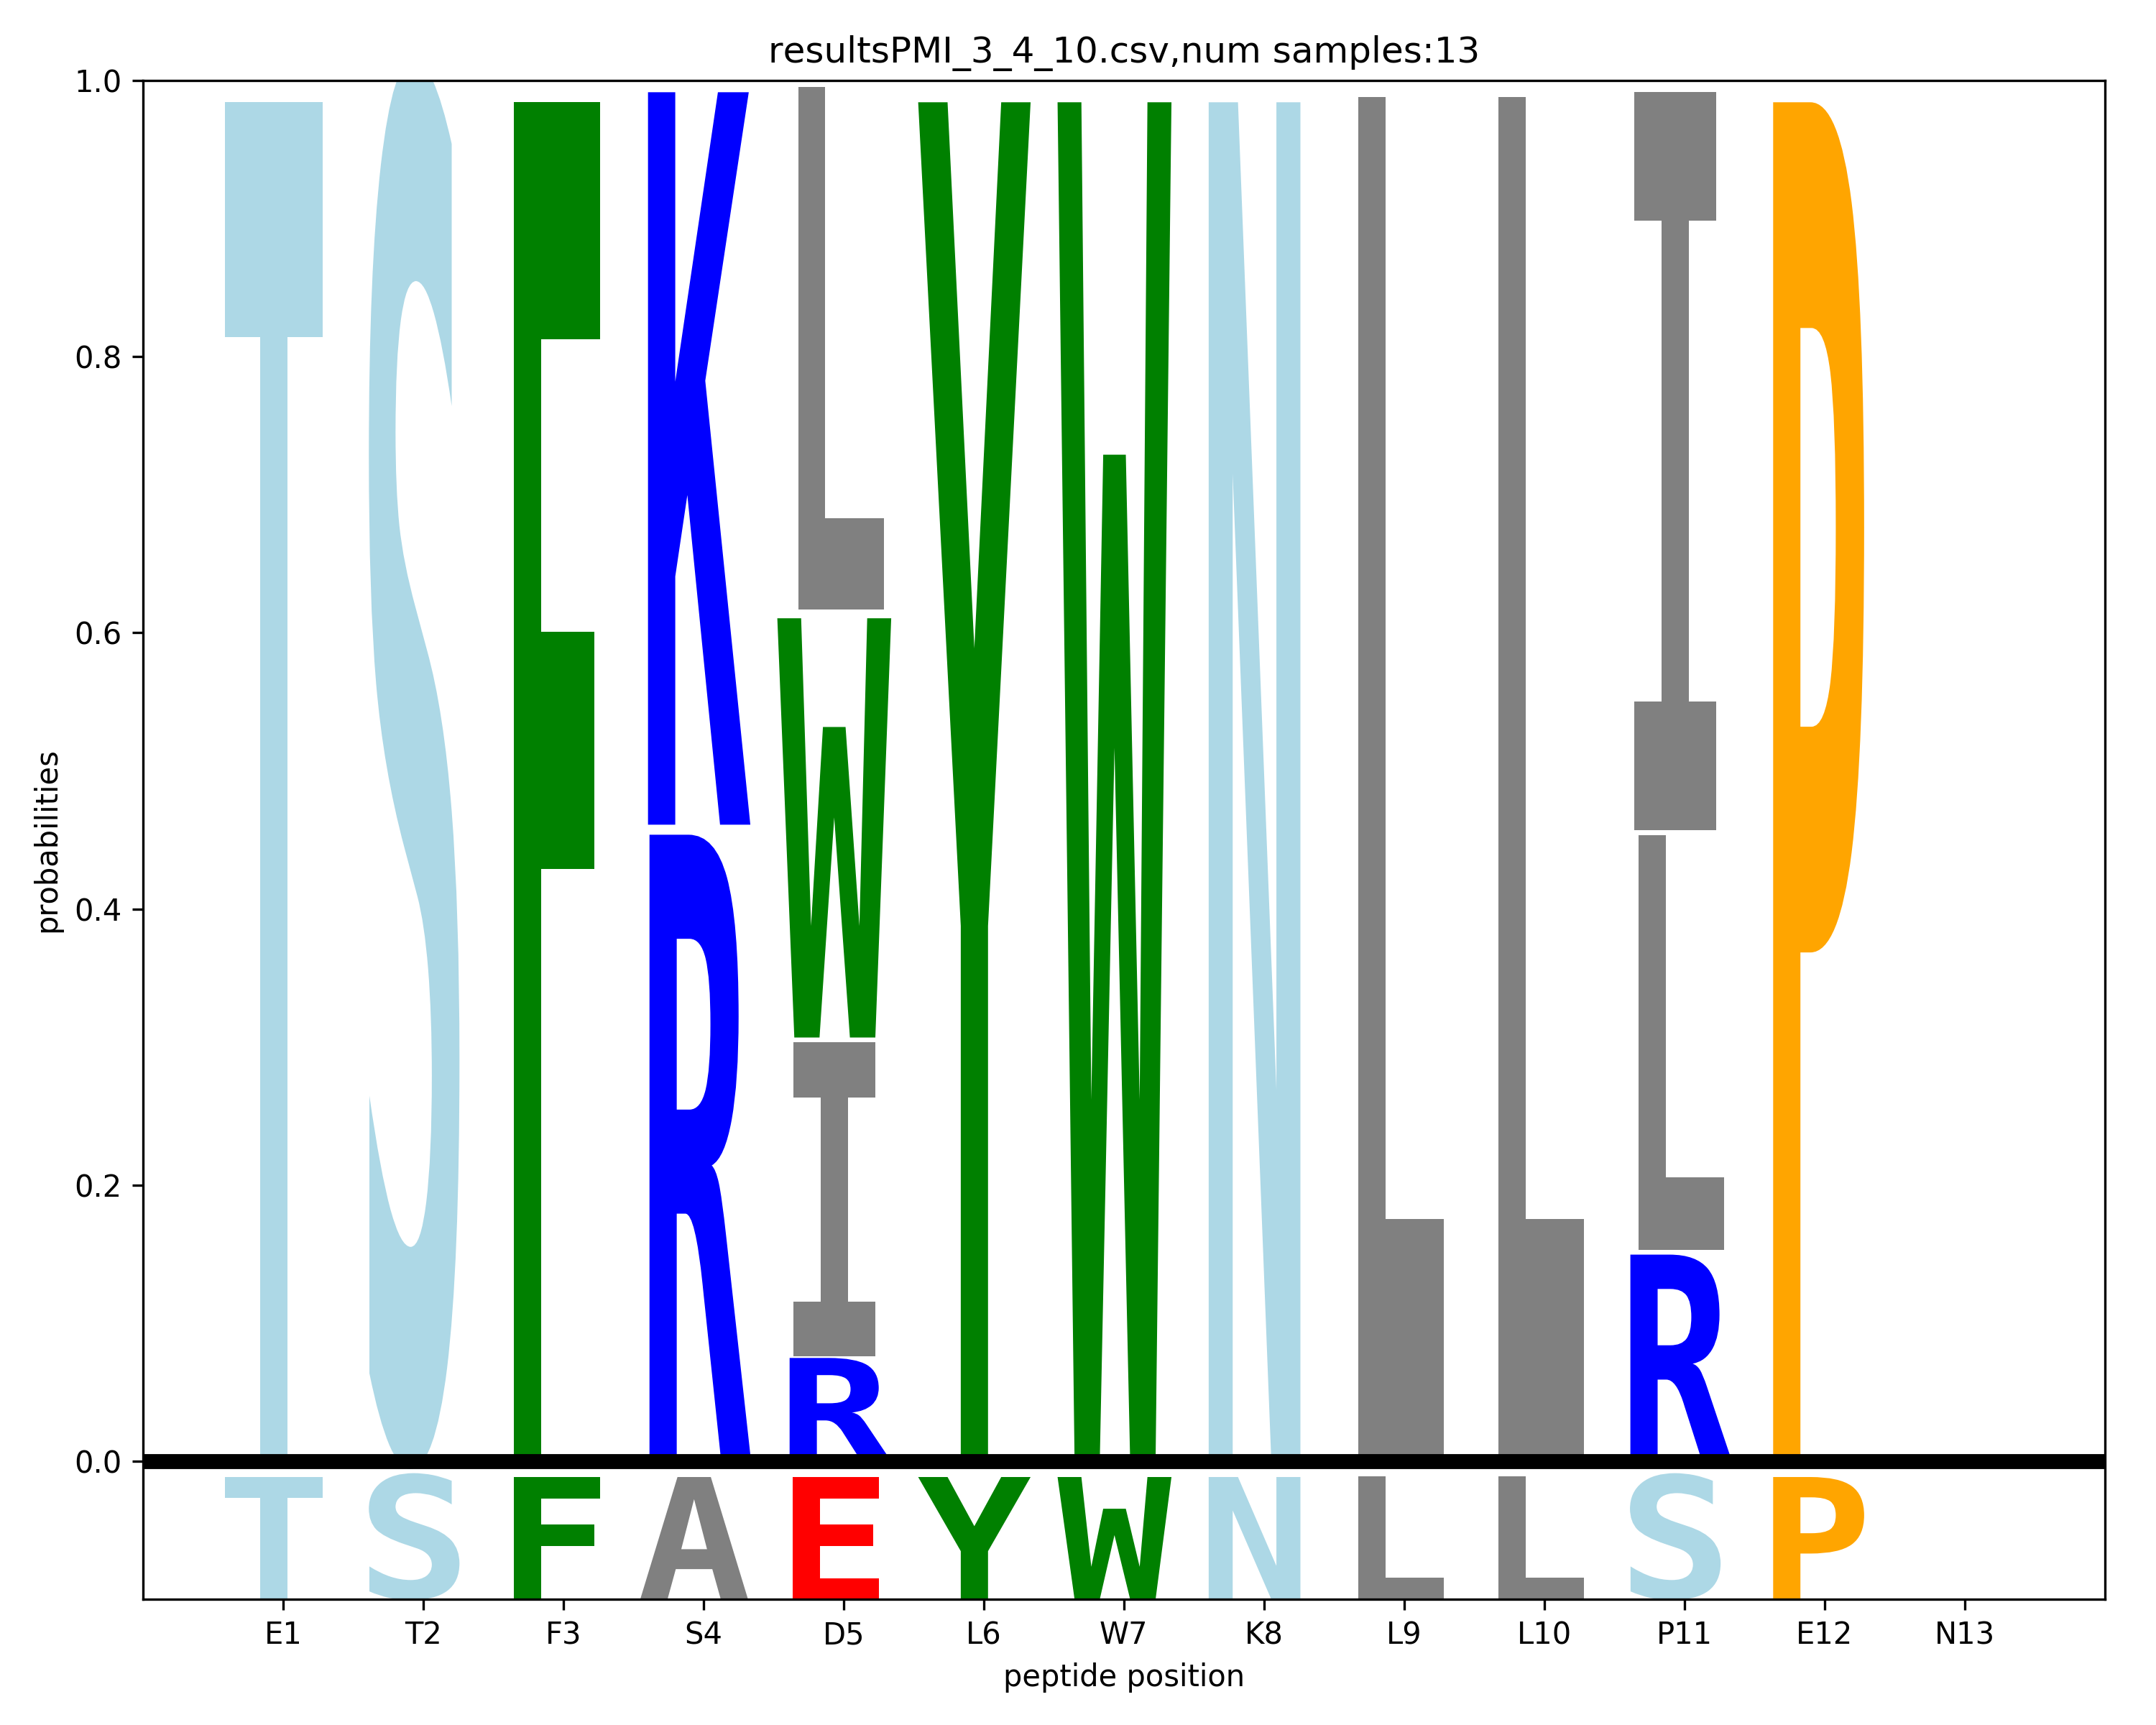 resultsPMI_3_4_10.csv,num samples:13
1.0
0.8
0.6
0.4
0.2
0.0
probabilities
T S F K L Y W N L L I P
R W L
I R
R
T S F A E Y W N L L S P
E1 T2 F3 S4 D5 L6 W7 K8 L9 L10 P11 E12 N13
peptide position